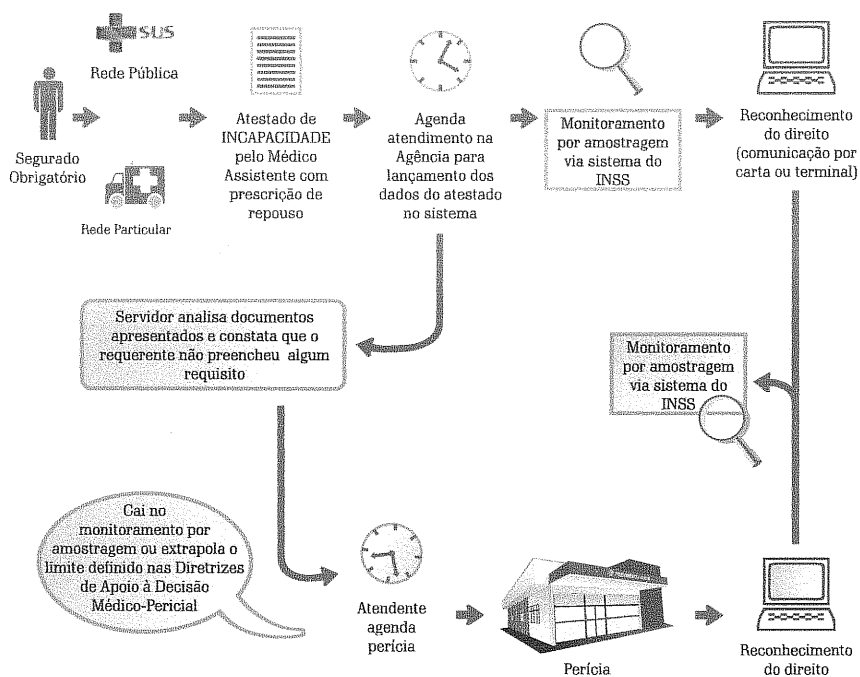 SUS
Rede Pública
Segurado
Obrigatório
Rede Particular
Atestado de
INCAPACIDADE
pelo Médico
Assistente com
prescrição de
repouso
Agenda
atendimento na
Agência para
lançamento dos
dados do atestado
no sistema
Monitoramento
por amostragem
via sistema do
INSS
Reconhecimento
do direito
(comunicação por
carta ou terminal)
Servidor analisa documentos
apresentados e constata que o
requerente não preencheu algum
requisito
Monitoramento
por amostragem
via sistema do
INSS
Cai no
monitoramento por
amostragem ou extrapola o
limite definido nas Diretrizes
de Apoio à Decisão
Médico-Pericial
Atendente
agenda
perícia
Perícia
Reconhecimento
do direito